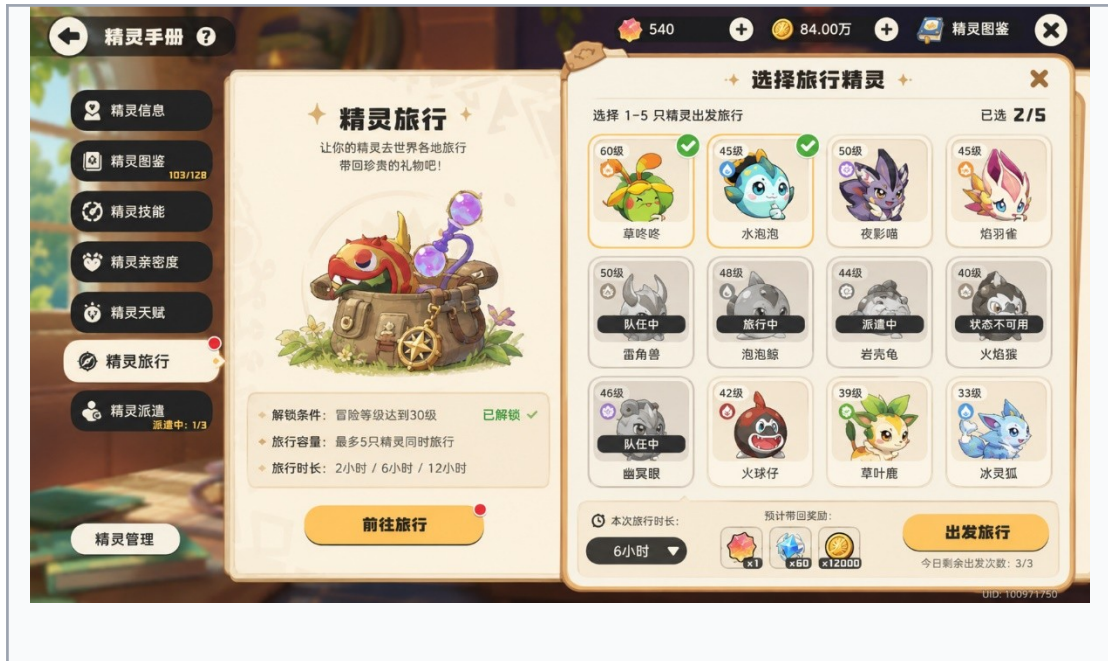 精灵手册 ?
540
84.00万
精灵图鉴
精灵信息
精灵图鉴
103/128
精灵技能
精灵亲密度
精灵天赋
精灵旅行
精灵派遣
派遣中: 1/3
精灵管理
精灵旅行
让你的精灵去世界各地旅行
带回珍贵的礼物吧!
解锁条件: 冒险等级达到30级 已解锁
旅行容量: 最多5只精灵同时旅行
旅行时长: 2小时 / 6小时 / 12小时
前往旅行
选择旅行精灵
选择 1-5 只精灵出发旅行
已选 2/5
60级
草咚咚
45级
水泡泡
50级
夜影喵
45级
焰羽雀
50级
队任中
雷角兽
48级
旅行中
泡泡鲸
44级
派遣中
岩壳龟
40级
状态不可用
火焰猴
46级
队任中
幽冥眼
42级
火球仔
39级
草叶鹿
33级
冰灵狐
本次旅行时长:
6小时
预计带回奖励:
x1
x60
x12000
出发旅行
今日剩余出发次数: 3/3
UID: 100971750